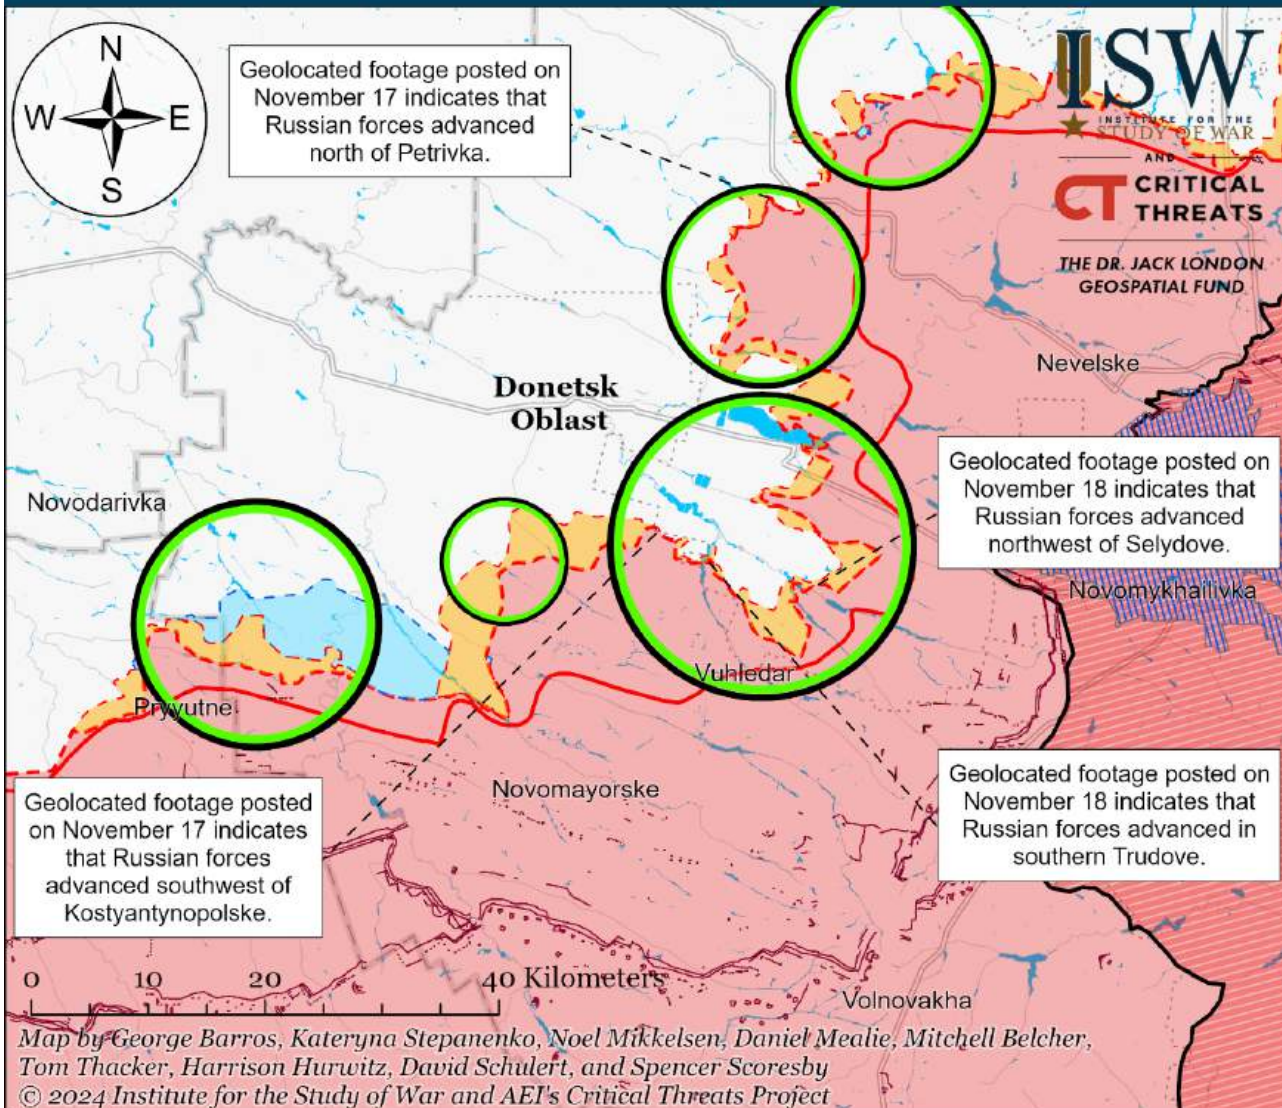 N
W E
S
Geolocated footage posted on
November 17 indicates that
Russian forces advanced
north of Petrivka.
ISW
INSTITUTE FOR THE
STUDY OF WAR
AND
CT CRITICAL
THREATS
THE DR. JACK LONDON
GEOSPATIAL FUND
Nevelske
Donetsk
Oblast
Geolocated footage posted on
November 18 indicates that
Russian forces advanced
northwest of Selydove.
Novodarivka
Novomykhailivka
Vuhledar
Pryyutne
Novomayorske
Geolocated footage posted
on November 17 indicates
that Russian forces
advanced southwest of
Kostyantynopolske.
Geolocated footage posted on
November 18 indicates that
Russian forces advanced in
southern Trudove.
0 10 20 40 Kilometers
Volnovakha
Map by George Barros, Kateryna Stepanenko, Noel Mikkelsen, Daniel Mealie, Mitchell Belcher,
Tom Thacker, Harrison Hurwitz, David Schulert, and Spencer Scoresby
© 2024 Institute for the Study of War and AEI's Critical Threats Project